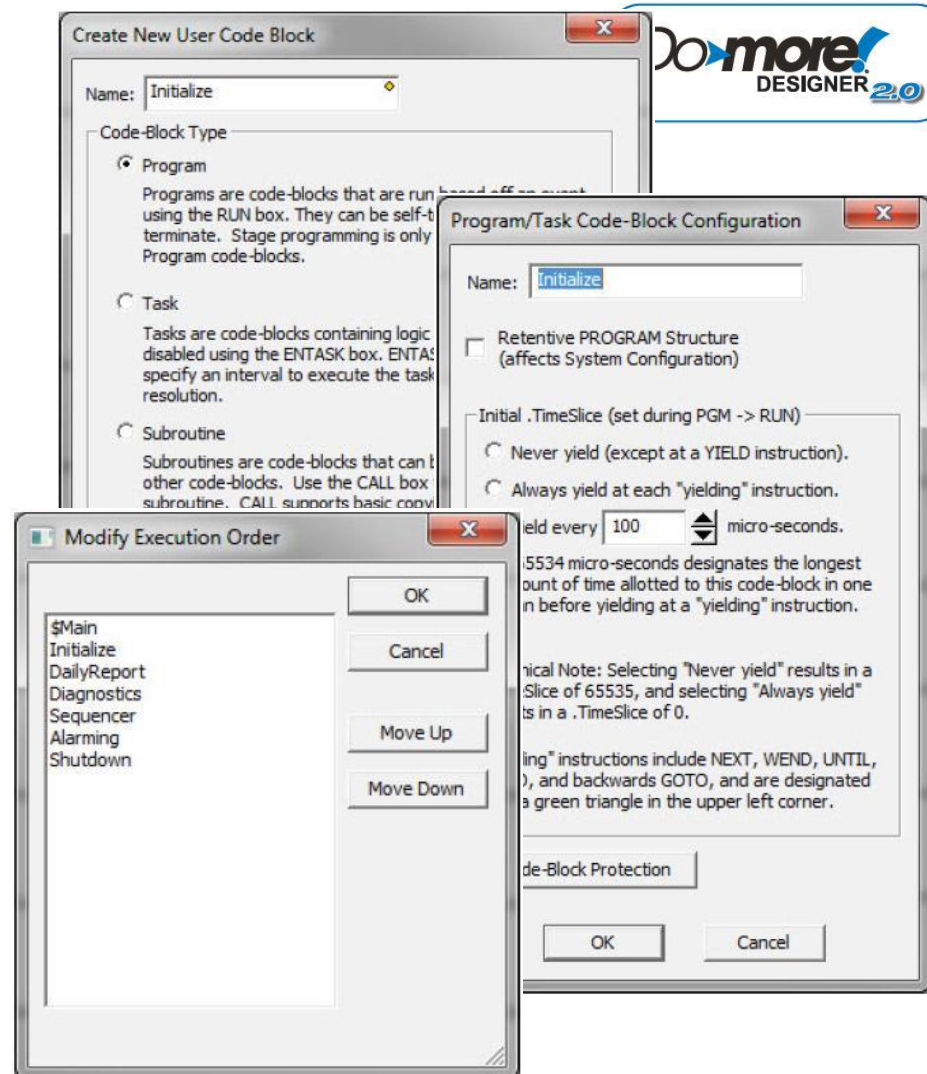 Create New User Code Block
Do more!
DESIGNER 2.0
Name: Initialize
Code-Block Type
Program
Programs are code-blocks that are run based off an event
using the RUN box. They can be self-
terminate. Stage programming is only
Program code-blocks.
Task
Tasks are code-blocks containing logic
disabled using the ENTASK box.
specify an interval to execute the task
resolution.
Subroutine
Subroutines are code-blocks that can
other code-blocks. Use the CALL box
subroutine. CALL supports basic
Program/Task Code-Block Configuration
Name: Initialize
Retentive PROGRAM Structure
(affects System Configuration)
Initial .TimeSlice (set during PGM -> RUN)
Never yield (except at a YIELD instruction).
Always yield at each "yielding" instruction.
ield every 100 micro-seconds.
5534 micro-seconds designates the longest
ount of time allotted to this code-block in one
n before yielding at a "yielding" instruction.
nical Note: Selecting "Never yield" results in a
eSlice of 65535, and selecting "Always yield"
ts in a .TimeSlice of 0.
ing" instructions include NEXT, WEND, UNTIL,
, and backwards GOTO, and are designated
a green triangle in the upper left corner.
de-Block Protection
OK
Cancel
Modify Execution Order
$Main
Initialize
DailyReport
Diagnostics
Sequencer
Alarming
Shutdown
OK
Cancel
Move Up
Move Down